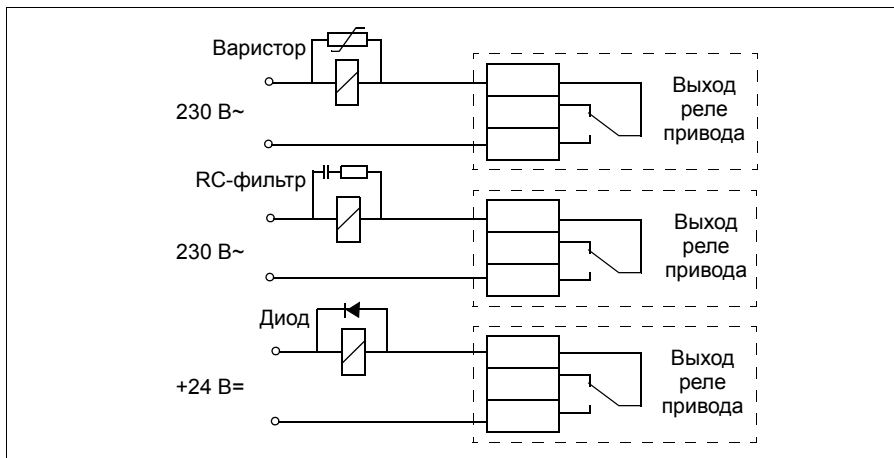 Варистор
230 В~
Выход
реле
привода
RC-фильтр
230 В~
Выход
реле
привода
Диод
+24 В=
Выход
реле
привода